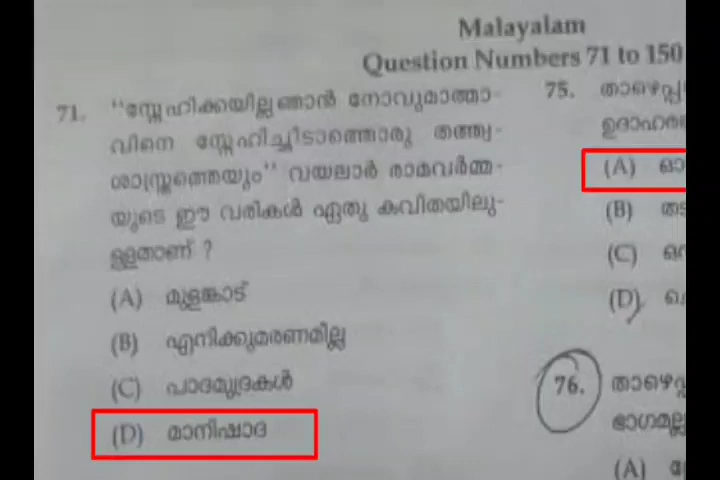 Malayalam
Question Numbers 71 to 150
71. "സ്നേഹിക്കയില്ലഞാൻ നോവുമാത്മാ-
വിനെ സ്നേഹിച്ചിടാത്തൊരു തത്ത്വ-
ശാസ്ത്രത്തെയും" വയലാർ രാമവർമ്മ-
യുടെ ഈ വരികൾ ഏതു കവിതയിലു-
ള്ളതാണ് ?
(A) മുളങ്കാട്
(B) എനിക്കുമരണമില്ല
(C) പാദമുദ്രകൾ
(D) മാനിഷാദ
75.
(A)
(B)
(C)
(D)
76.
(A)